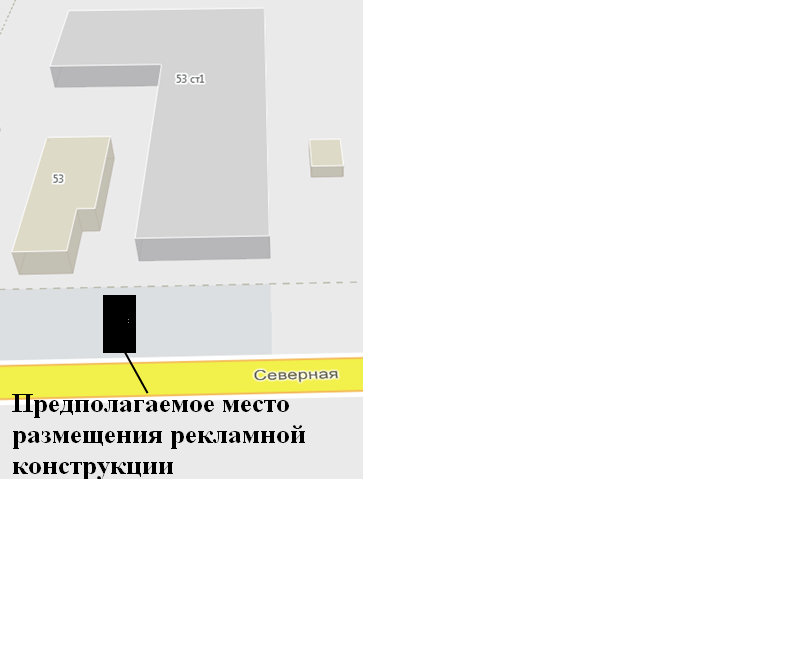 53 ст1
53
Северная
Предполагаемое место
размещения рекламной
конструкции